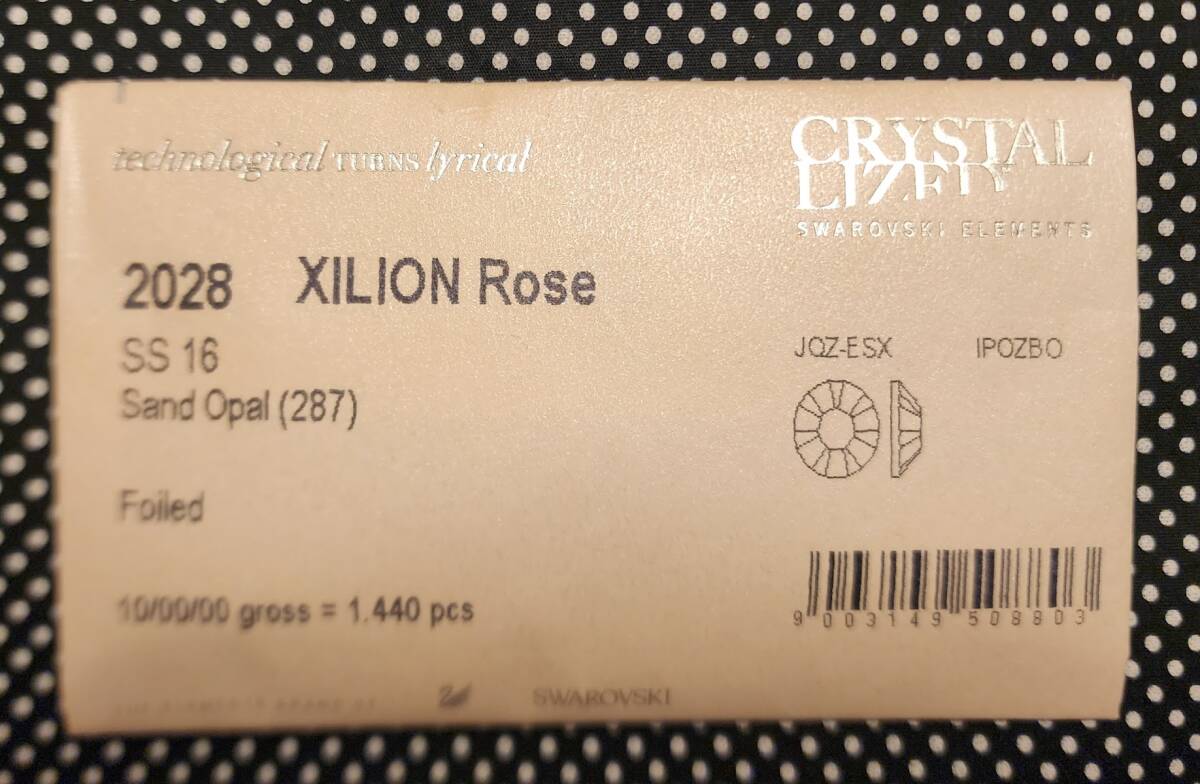 technological TURNS lyrical
CRYSTAL
LIZED™
SWAROVSKI ELEMENTS
2028 XILION Rose
SS 16
Sand Opal (287)
JQZ-ESX IPOZBO
Foiled
10/00/00 gross = 1.440 pcs
9 003149 508803
SWAROVSKI